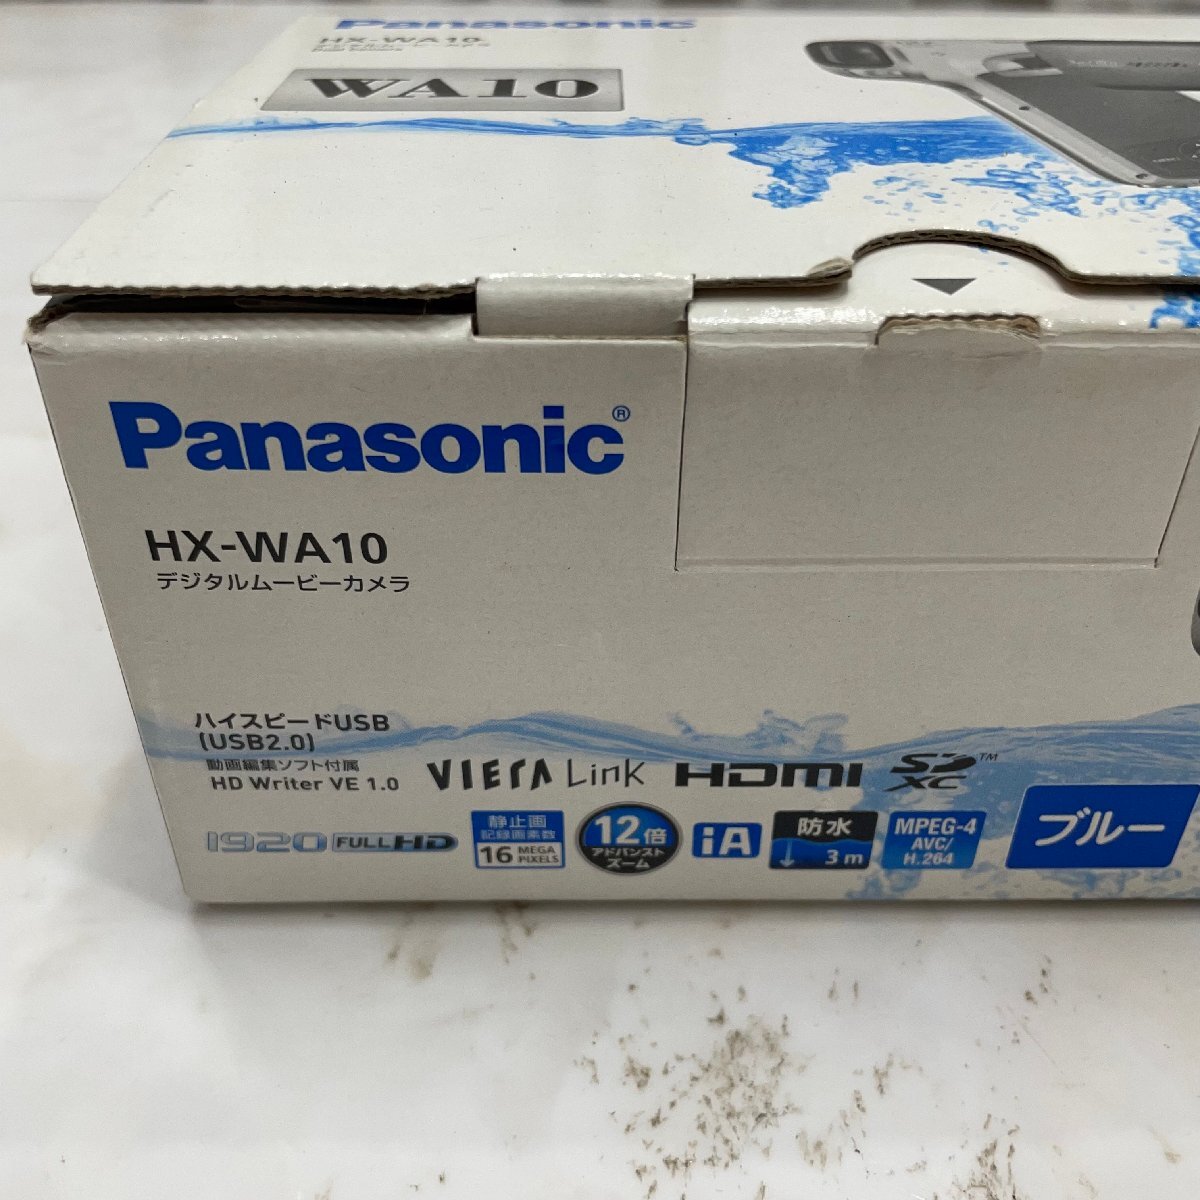 Panasonic
HX-WA10
WA10
Panasonic®
HX-WA10
デジタルムービーカメラ
ハイスピードUSB
(USB2.0)
動画編集ソフト付属
HD Writer VE 1.0
VIERA Link
HDMI
SD XC™
1920 FULL HD
静止画
記録画素数
16 MEGA PIXELS
12倍
アドバンスト
ズーム
iA
防水
3m
MPEG-4
AVC/
H.264
ブルー